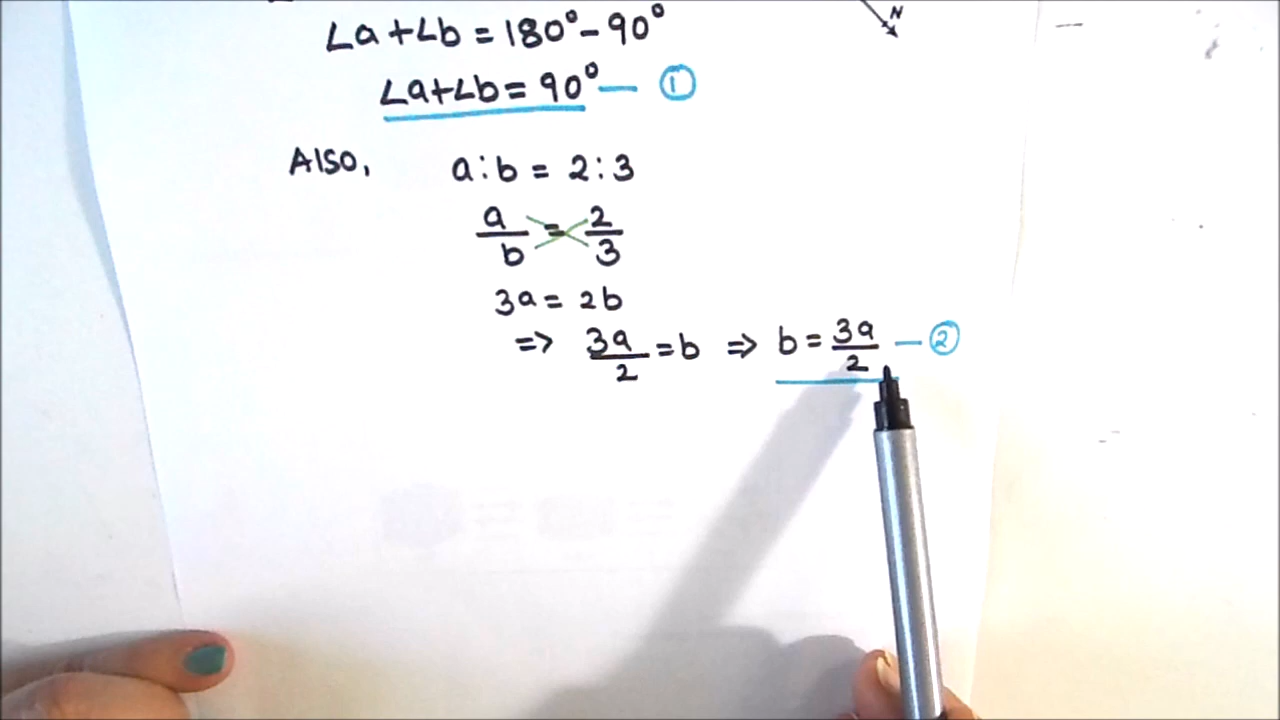 ∠a+∠b = 180° - 90°
N
∠a+∠b = 90° — ①
Also, a : b = 2 : 3
a/b = 2/3
3a = 2b
=> 3a/2 = b => b = 3a/2 — ②